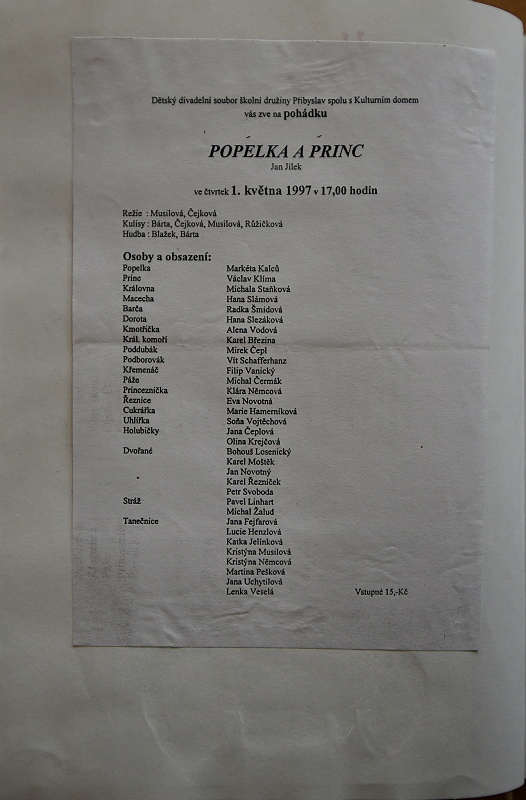 Dětský divadelní soubor školní družiny Přibyslav spolu s Kulturním domem
vás zve na pohádku
POPELKA A PRINC
Jan Jílek
ve čtvrtek 1. května 1997 v 17,00 hodin
Režie : Musilová, Čejková
Kulisy : Bárta, Čejková, Musilová, Růžičková
Hudba : Blažek, Bárta
Osoby a obsazení:
Popelka Markéta Kalců
Princ Václav Klíma
Královna Michala Staňková
Macecha Hana Slámová
Barča Radka Šmídová
Dorota Hana Slezáková
Kmotřička Alena Vodová
Král. komoří Karel Březina
Poddubák Mirek Čepl
Podborovák Vít Schafferhanz
Křemenáč Filip Vanický
Páže Michal Čermák
Princeznička Klára Němcová
Řeznice Eva Novotná
Cukrářka Marie Hamerníková
Uhlířka Soňa Vojtěchová
Holubičky Jana Čeplová
Olina Krejčová
Dvořané Bohouš Losenický
Karel Moštěk
Jan Novotný
Karel Řezníček
Petr Svoboda
Stráž Pavel Linhart
Michal Žalud
Tanečnice Jana Fejfarová
Lucie Henzlová
Katka Jelínková
Kristýna Musilová
Kristýna Němcová
Martina Pešková
Jana Uchytilová
Lenka Veselá Vstupné 15,-Kč